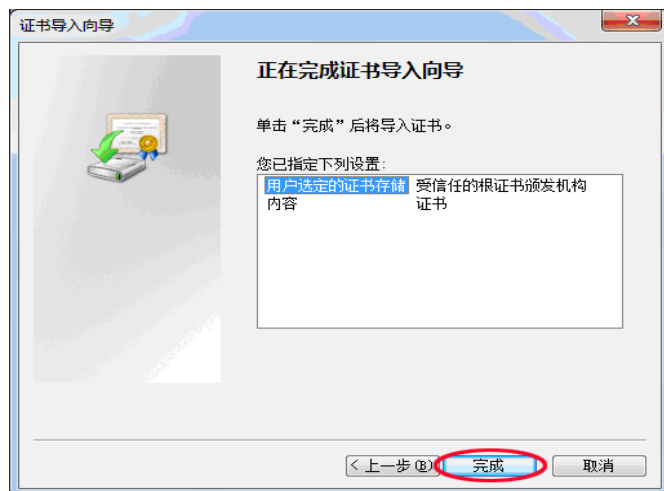 证书导入向导
正在完成证书导入向导
单击“完成”后将导入证书。
您已指定下列设置:
用户选定的证书存储 受信任的根证书颁发机构
内容 证书
< 上一步(B) 完成 取消